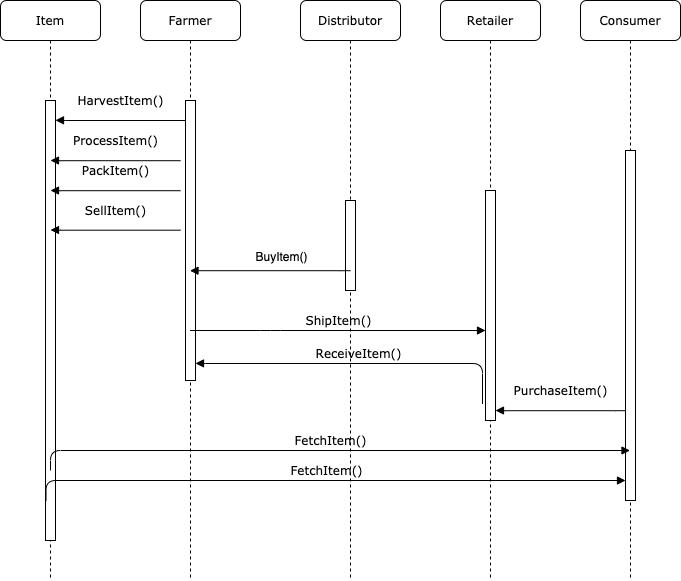 Item
Farmer
Distributor
Retailer
Consumer
HarvestItem()
ProcessItem()
PackItem()
SellItem()
BuyItem()
ShipItem()
ReceiveItem()
PurchaseItem()
FetchItem()
FetchItem()